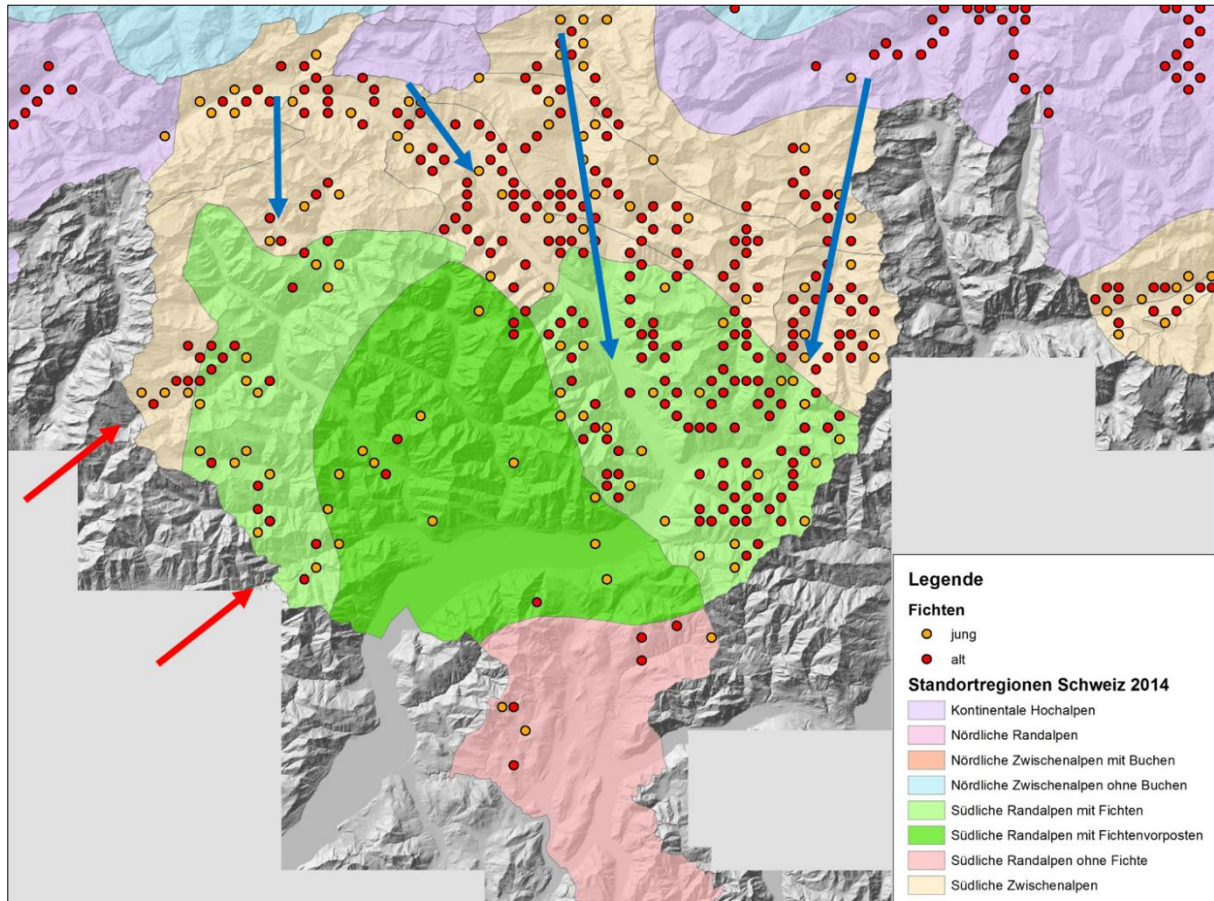 Legende
Fichten
jung
alt
Standortregionen Schweiz 2014
Kontinentale Hochalpen
Nördliche Randalpen
Nördliche Zwischenalpen mit Buchen
Nördliche Zwischenalpen ohne Buchen
Südliche Randalpen mit Fichten
Südliche Randalpen mit Fichtenvorposten
Südliche Randalpen ohne Fichte
Südliche Zwischenalpen